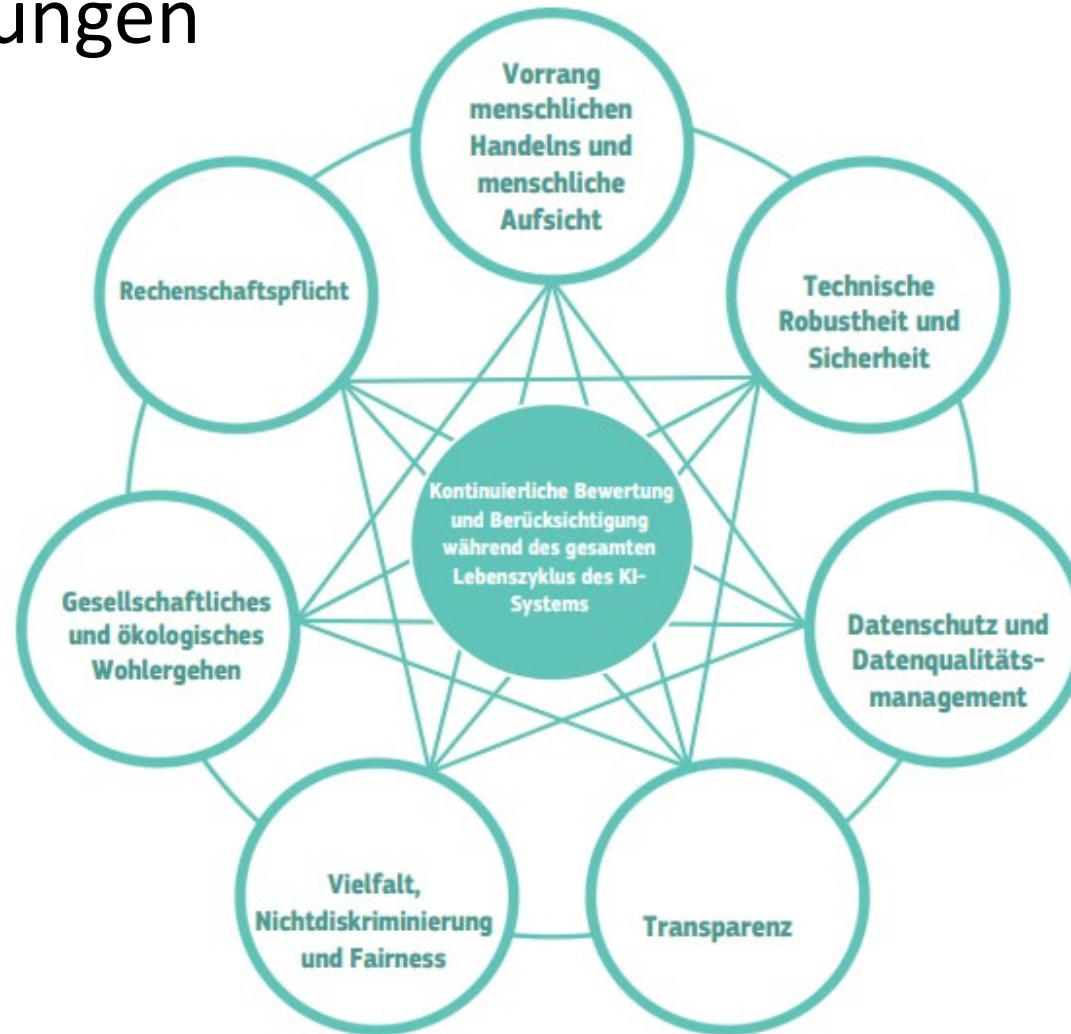 ungen
Vorrang
menschlichen
Handelns und
menschliche
Aufsicht
Rechenschaftspflicht
Technische
Robustheit und
Sicherheit
Kontinuierliche Bewertung
und Berücksichtigung
während des gesamten
Lebenszyklus des KI-
Systems
Gesellschaftliches
und ökologisches
Wohlergehen
Datenschutz und
Datenqualitäts-
management
Vielfalt,
Nichtdiskriminierung
und Fairness
Transparenz